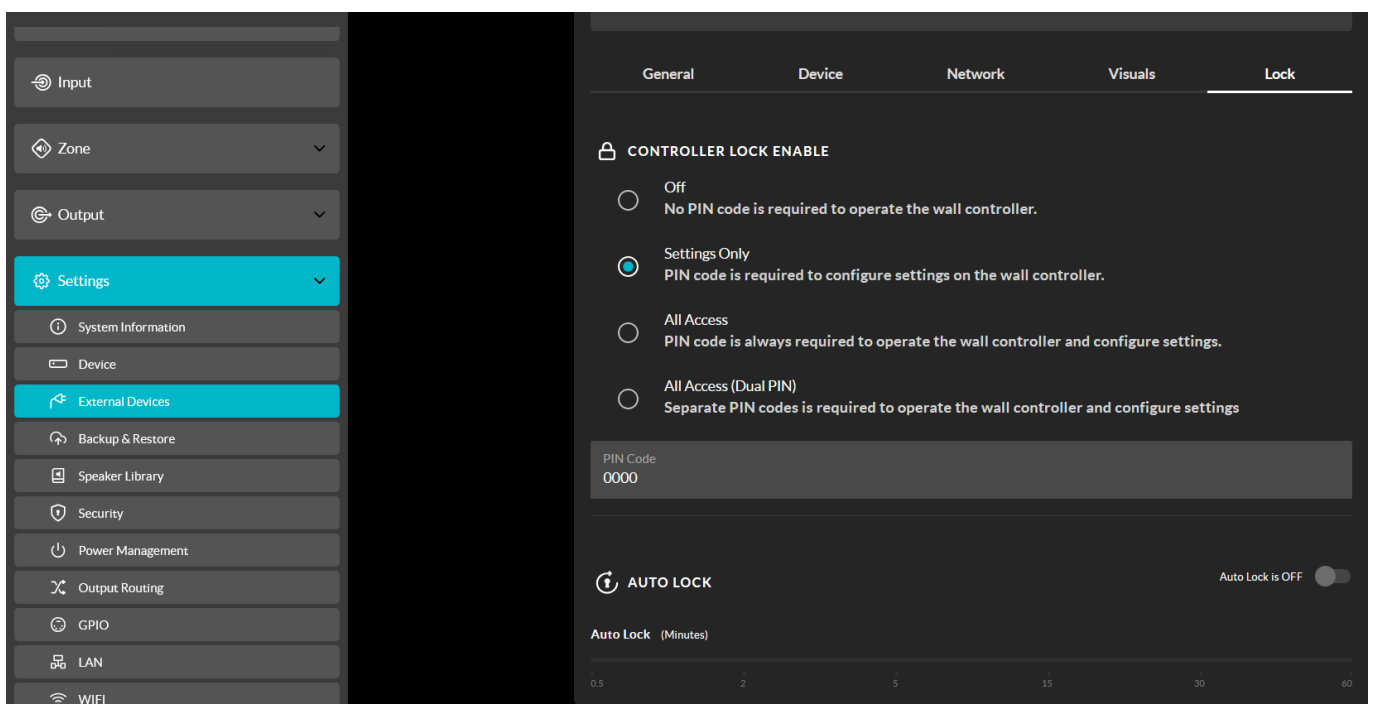 Input
Zone
Output
Settings
System Information
Device
External Devices
Backup & Restore
Speaker Library
Security
Power Management
Output Routing
GPIO
LAN
WIFI
General Device Network Visuals Lock
CONTROLLER LOCK ENABLE
Off
No PIN code is required to operate the wall controller.
Settings Only
PIN code is required to configure settings on the wall controller.
All Access
PIN code is always required to operate the wall controller and configure settings.
All Access (Dual PIN)
Separate PIN codes is required to operate the wall controller and configure settings
PIN Code
0000
AUTO LOCK
Auto Lock is OFF
Auto Lock (Minutes)
0.5 2 5 15 30 60